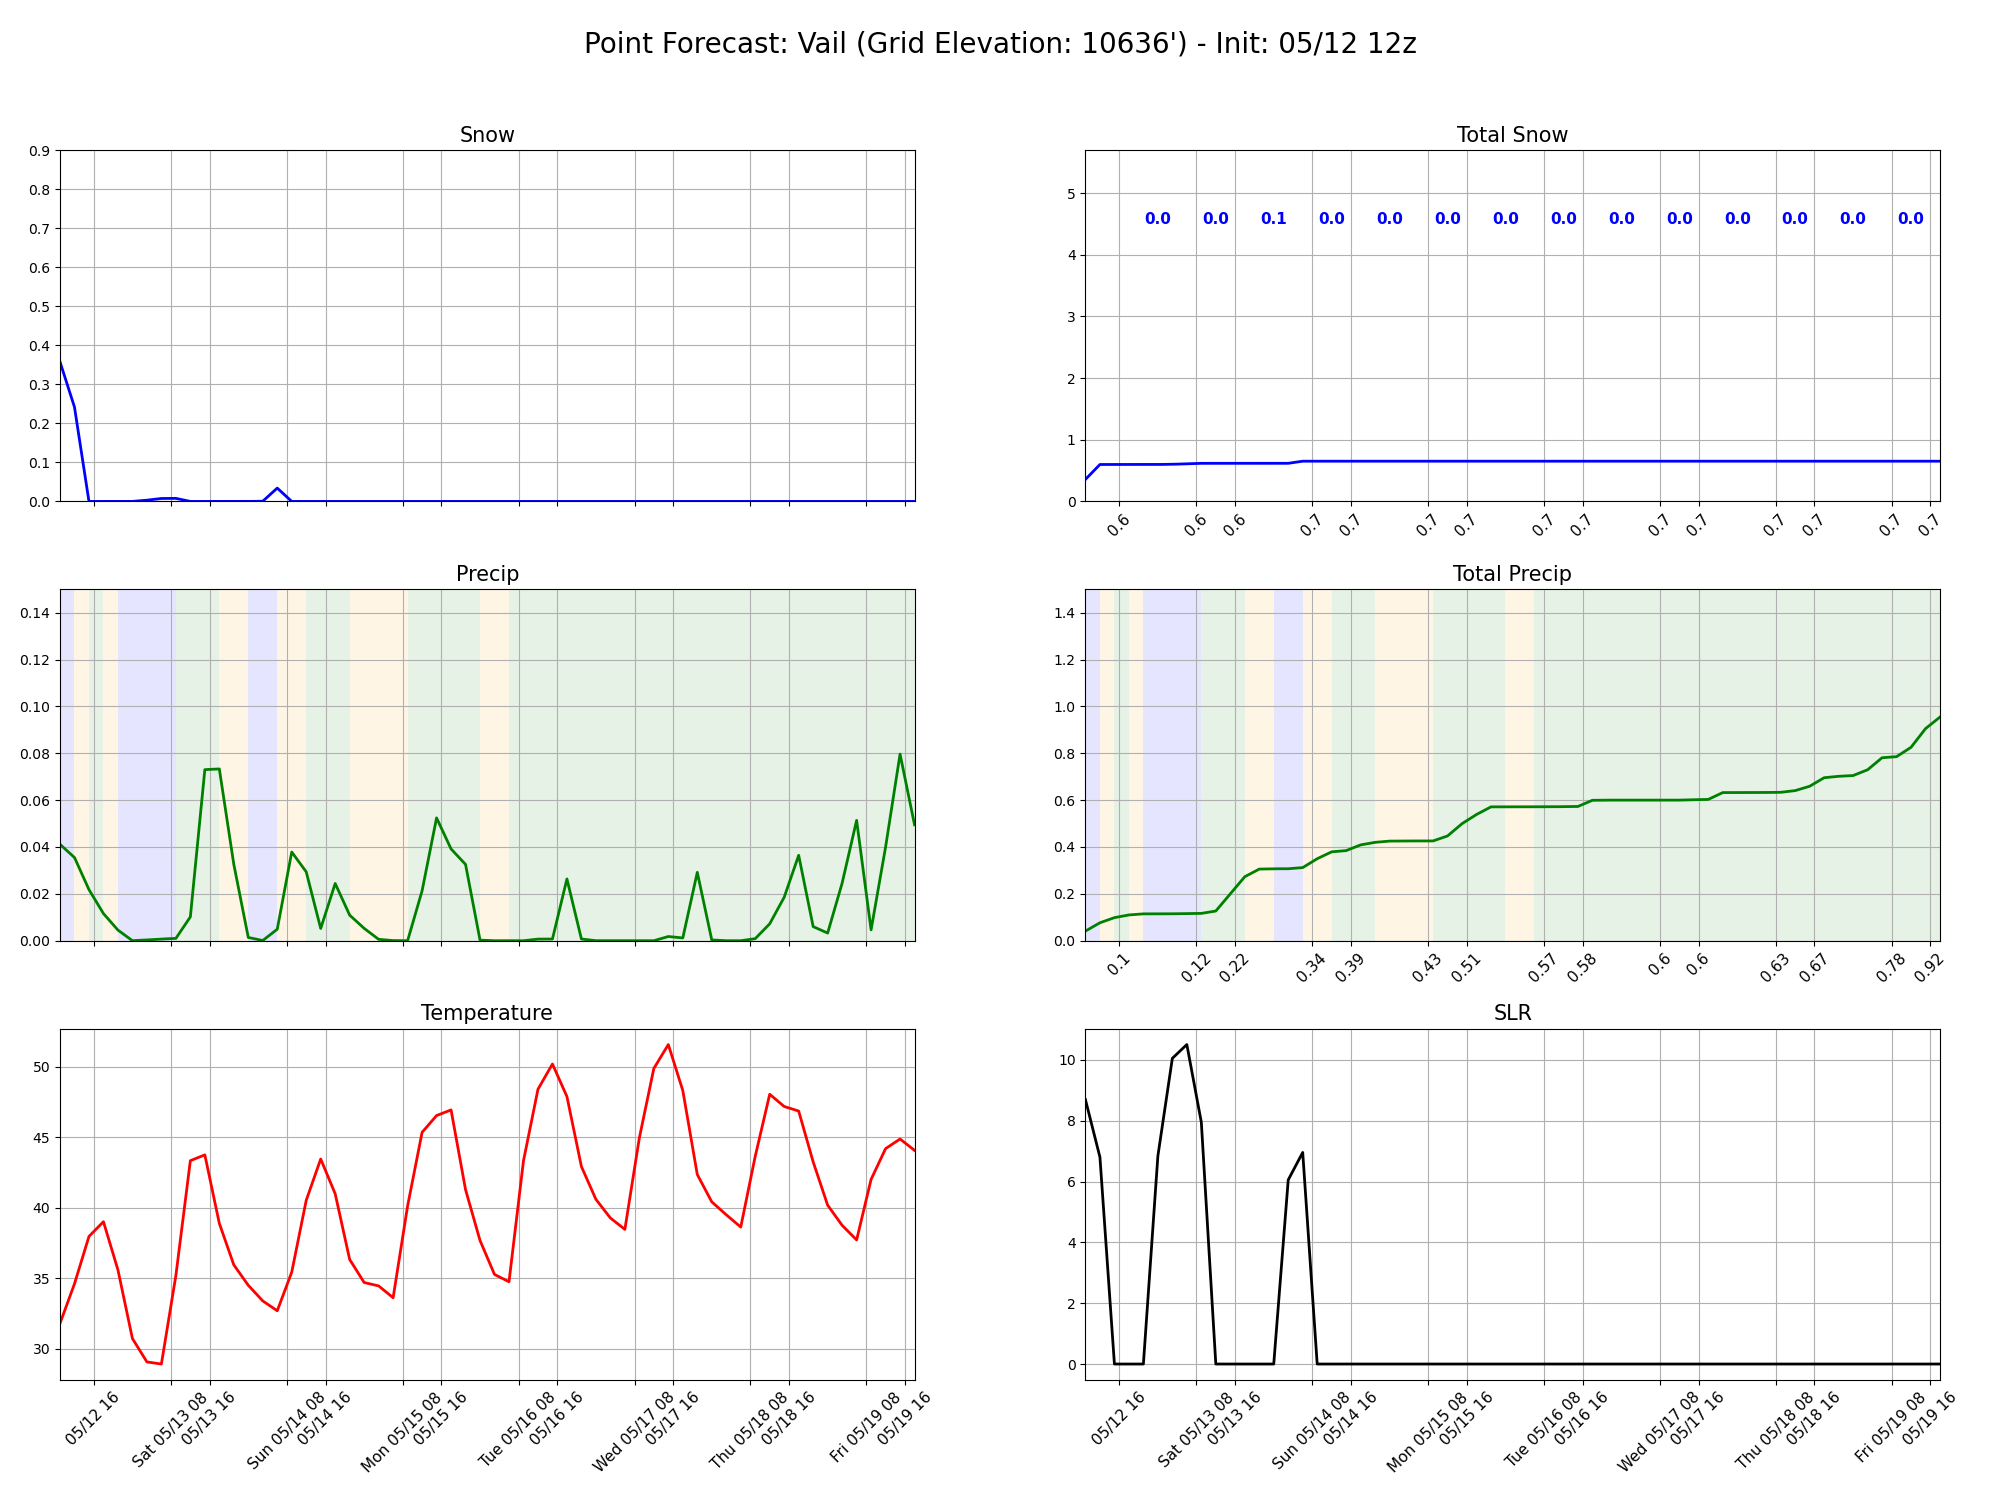 Point Forecast: Vail (Grid Elevation: 10636') - Init: 05/12 12z
Snow
0.9
0.8
0.7
0.6
0.5
0.4
0.3
0.2
0.1
0.0
Total Snow
5
4
3
2
1
0
0.0 0.0 0.1 0.0 0.0 0.0 0.0 0.0 0.0 0.0 0.0 0.0 0.0 0.0
0.6 0.6 0.6 0.7 0.7 0.7 0.7 0.7 0.7 0.7 0.7 0.7 0.7 0.7 0.7
Precip
0.14
0.12
0.10
0.08
0.06
0.04
0.02
0.00
Total Precip
1.4
1.2
1.0
0.8
0.6
0.4
0.2
0.0
0.1 0.12 0.22 0.34 0.39 0.43 0.51 0.57 0.58 0.6 0.6 0.63 0.67 0.78 0.92
Temperature
50
45
40
35
30
05/12 16
Sat 05/13 08
05/13 16
Sun 05/14 08
05/14 16
Mon 05/15 08
05/15 16
Tue 05/16 08
05/16 16
Wed 05/17 08
05/17 16
Thu 05/18 08
05/18 16
Fri 05/19 08
05/19 16
SLR
10
8
6
4
2
0
05/12 16
Sat 05/13 08
05/13 16
Sun 05/14 08
05/14 16
Mon 05/15 08
05/15 16
Tue 05/16 08
05/16 16
Wed 05/17 08
05/17 16
Thu 05/18 08
05/18 16
Fri 05/19 08
05/19 16